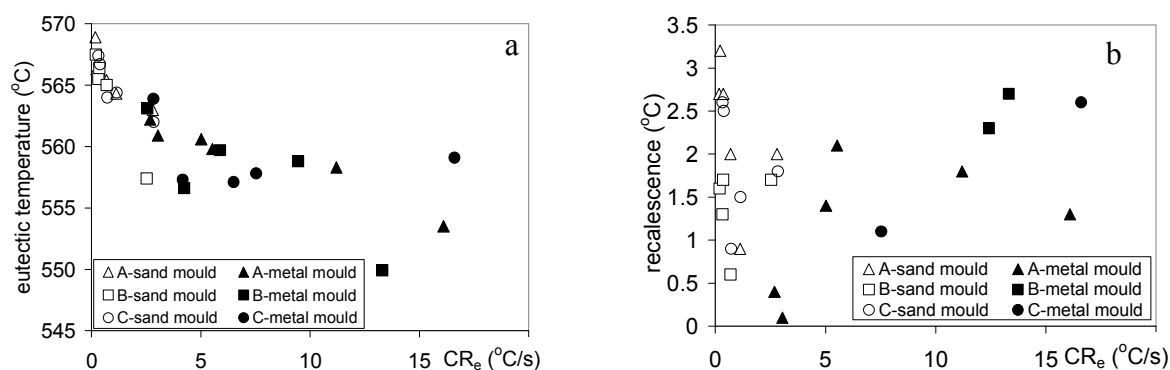 a
eutectic temperature (°C)
570
565
560
555
550
545
0
5
10
15
CRe (°C/s)
A-sand mould
A-metal mould
B-sand mould
B-metal mould
C-sand mould
C-metal mould
b
recalescence (°C)
3.5
3
2.5
2
1.5
1
0.5
0
0
5
10
15
CRe (°C/s)
A-sand mould
A-metal mould
B-sand mould
B-metal mould
C-sand mould
C-metal mould